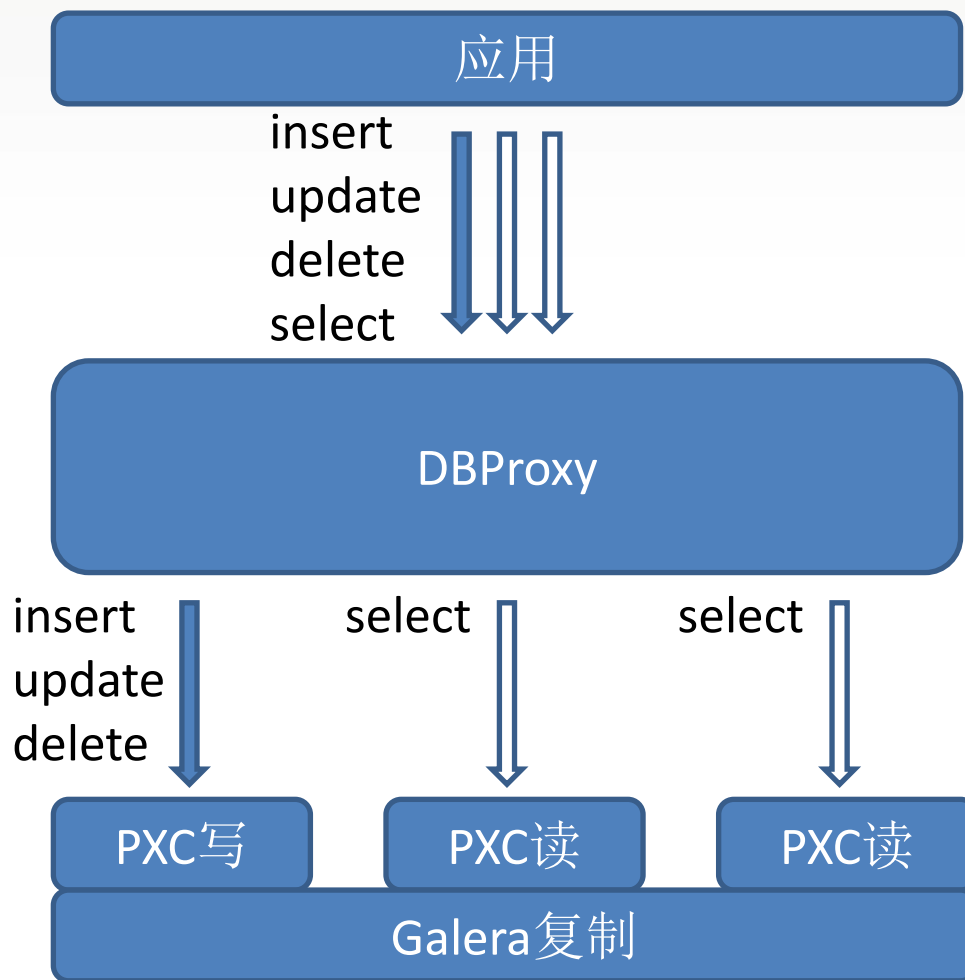 应用
insert
update
delete
select
DBProxy
insert
update
delete
select
select
PXC写
PXC读
PXC读
Galera复制